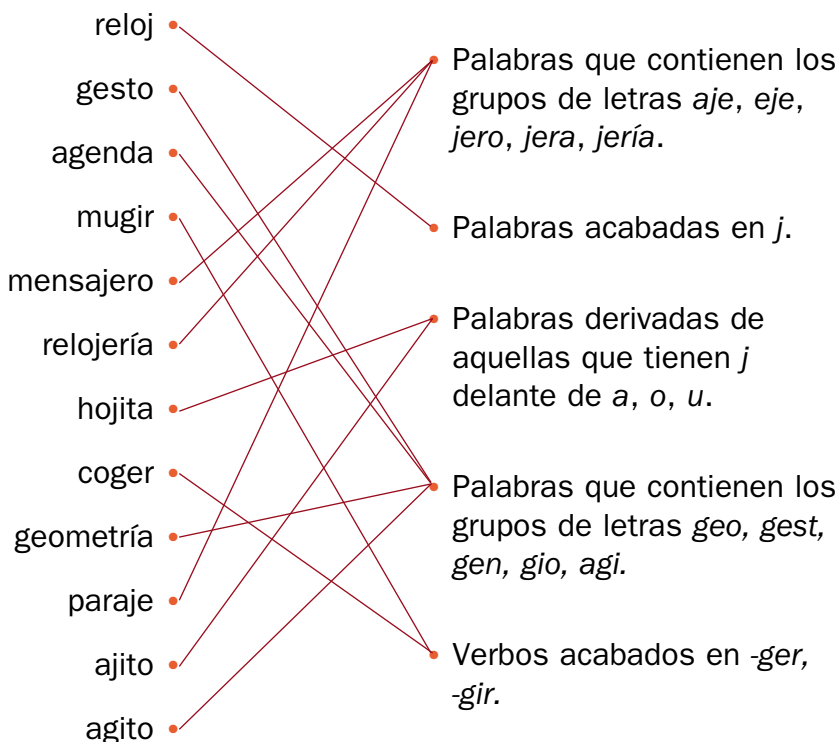 reloj
gesto
agenda
mugir
mensajero
relojería
hojita
coger
geometría
paraje
ajito
agito
Palabras que contienen los
grupos de letras aje, eje,
jero, jera, jería.
Palabras acabadas en j.
Palabras derivadas de
aquellas que tienen j
delante de a, o, u.
Palabras que contienen los
grupos de letras geo, gest,
gen, gio, agi.
Verbos acabados en -ger,
-gir.